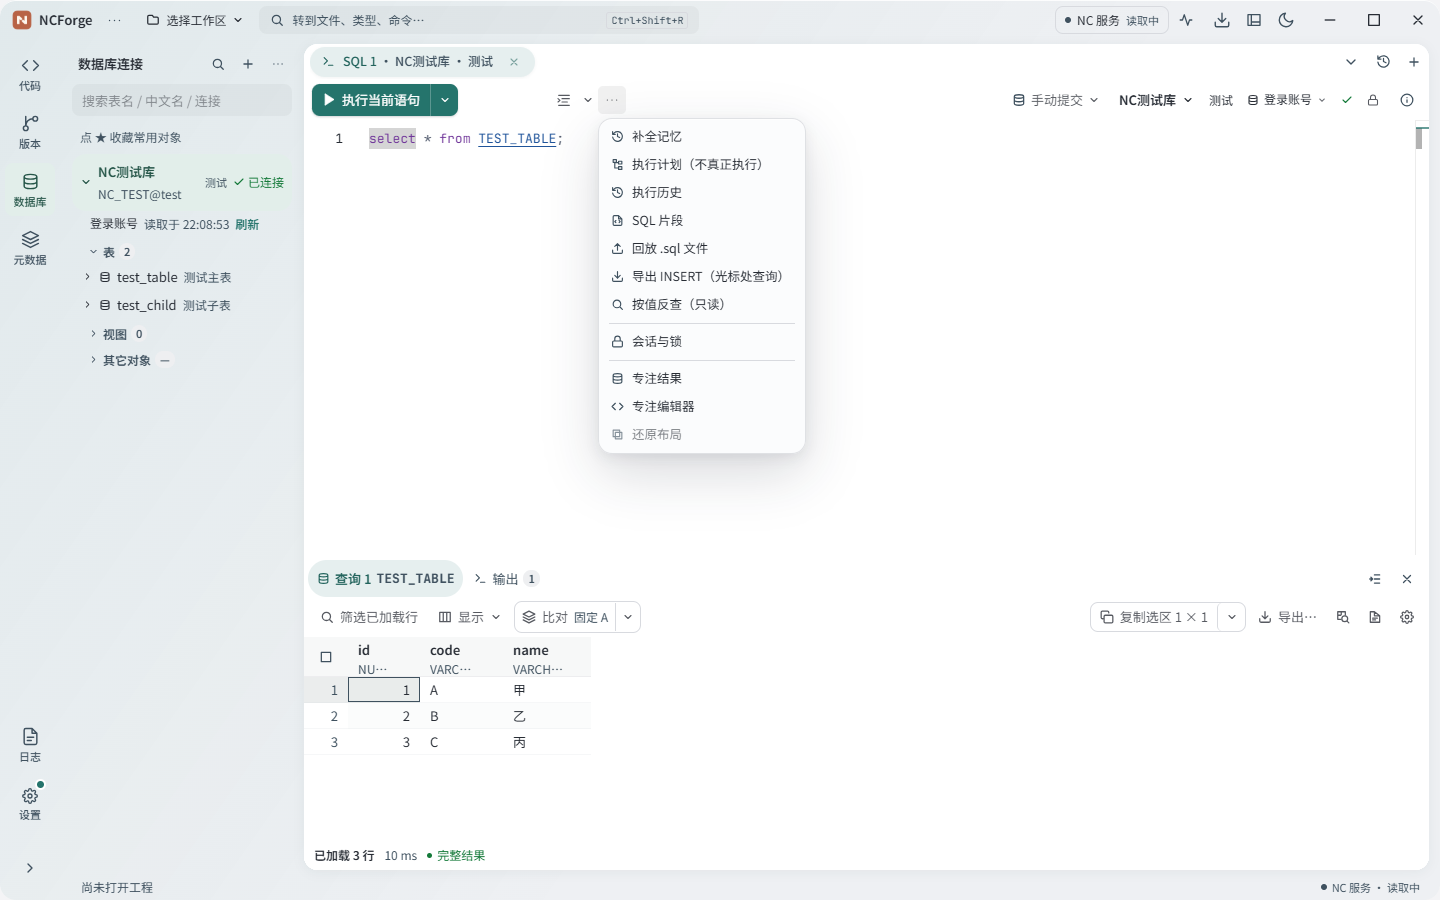 NCForge ··· 选择工作区 转到文件、类型、命令··· Ctrl+Shift+R NC 服务 读取中
代码
版本
数据库
元数据
日志
设置
数据库连接 ···
搜索表名 / 中文名 / 连接
点 ★ 收藏常用对象
NC测试库
NC_TEST@test
测试 已连接
登录账号 读取于 22:08:53 刷新
表 2
test_table 测试主表
test_child 测试子表
视图 0
其它对象 —
SQL 1 · NC测试库 · 测试
执行当前语句 ··· 手动提交 NC测试库 测试 登录账号
1 select * from TEST_TABLE;
补全记忆
执行计划（不真正执行）
执行历史
SQL 片段
回放 .sql 文件
导出 INSERT（光标处查询）
按值反查（只读）
会话与锁
专注结果
专注编辑器
还原布局
查询 1 TEST_TABLE 输出 1
筛选已加载行 显示 比对 固定 A 复制选区 1 × 1 导出···
id code name
NU··· VARC··· VARCH···
1 1 A 甲
2 2 B 乙
3 3 C 丙
已加载 3 行 10 ms 完整结果
尚未打开工程 NC 服务 · 读取中